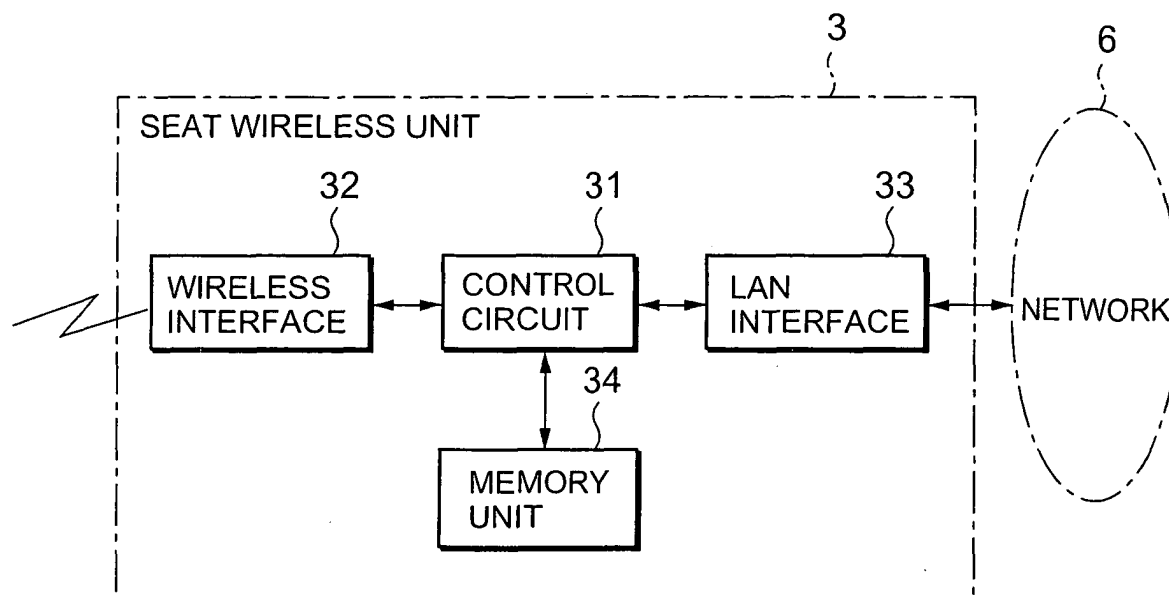 3
6
SEAT WIRELESS UNIT
32
31
33
WIRELESS
INTERFACE
CONTROL
CIRCUIT
LAN
INTERFACE
NETWORK
34
MEMORY
UNIT